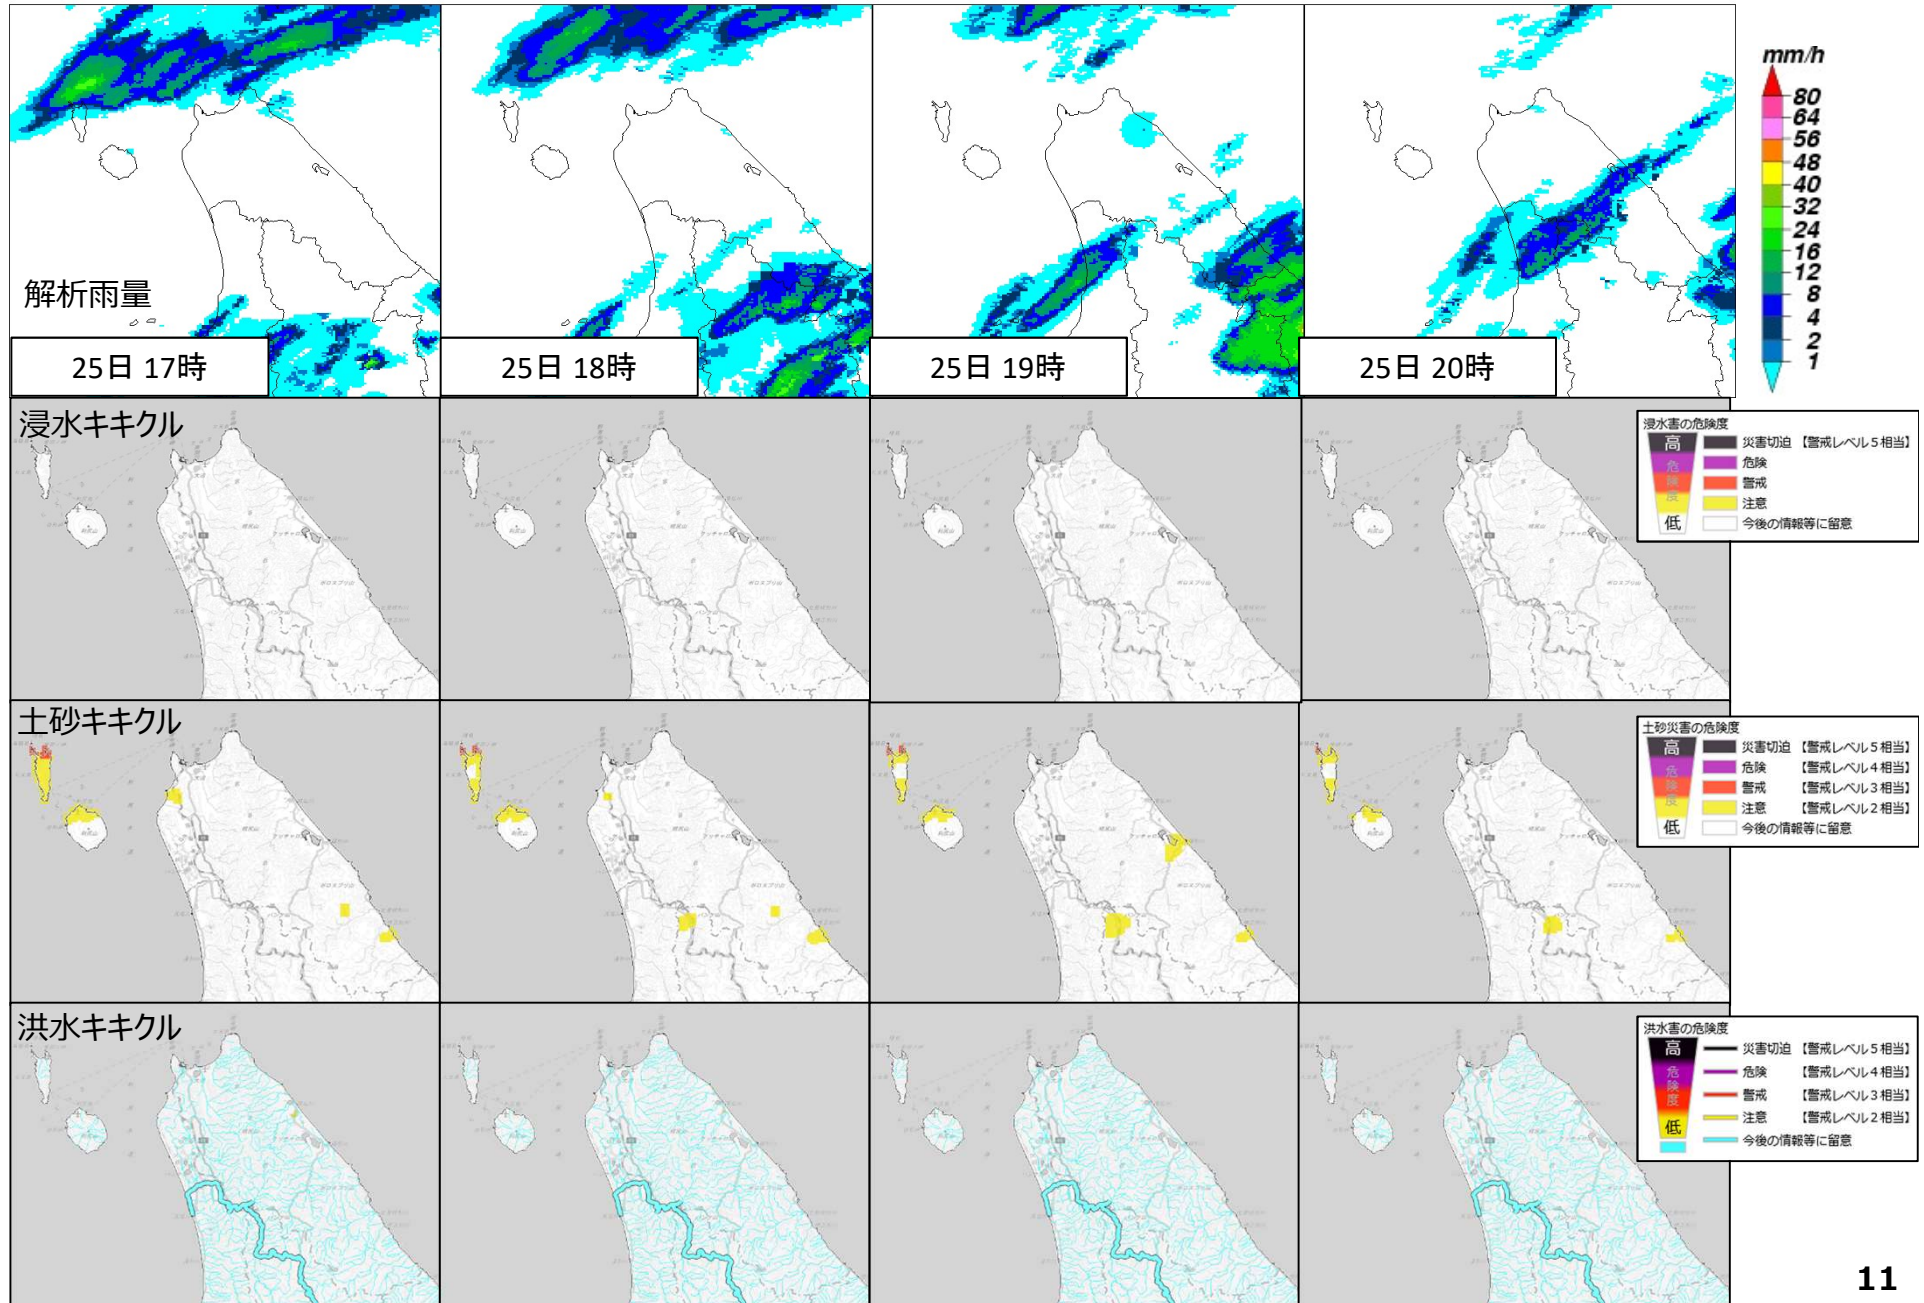 mm/h
80
64
56
48
40
32
24
16
12
8
4
2
1
解析雨量
25日 17時
25日 18時
25日 19時
25日 20時
浸水キキクル
浸水害の危険度
高
危険度
低
災害切迫 【警戒レベル5相当】
危険
警戒
注意
今後の情報等に留意
土砂キキクル
土砂災害の危険度
高
危険度
低
災害切迫 【警戒レベル5相当】
危険 【警戒レベル4相当】
警戒 【警戒レベル3相当】
注意 【警戒レベル2相当】
今後の情報等に留意
洪水キキクル
洪水害の危険度
高
危険度
低
災害切迫 【警戒レベル5相当】
危険 【警戒レベル4相当】
警戒 【警戒レベル3相当】
注意 【警戒レベル2相当】
今後の情報等に留意
11